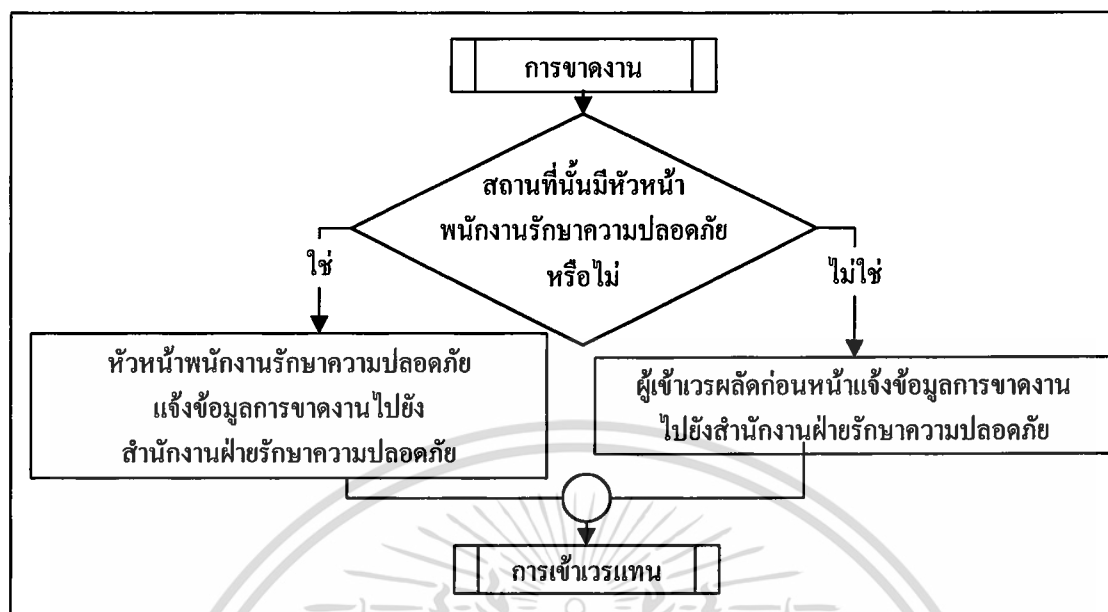 การขาดงาน
สถานที่นั้นมีหัวหน้า
พนักงานรักษาความปลอดภัย
หรือไม่
ใช่
ไม่ใช่
หัวหน้าพนักงานรักษาความปลอดภัย
แจ้งข้อมูลการขาดงานไปยัง
สำนักงานฝ่ายรักษาความปลอดภัย
ผู้เข้าเวรผลัดก่อนหน้าแจ้งข้อมูลการขาดงาน
ไปยังสำนักงานฝ่ายรักษาความปลอดภัย
การเข้าเวรแทน